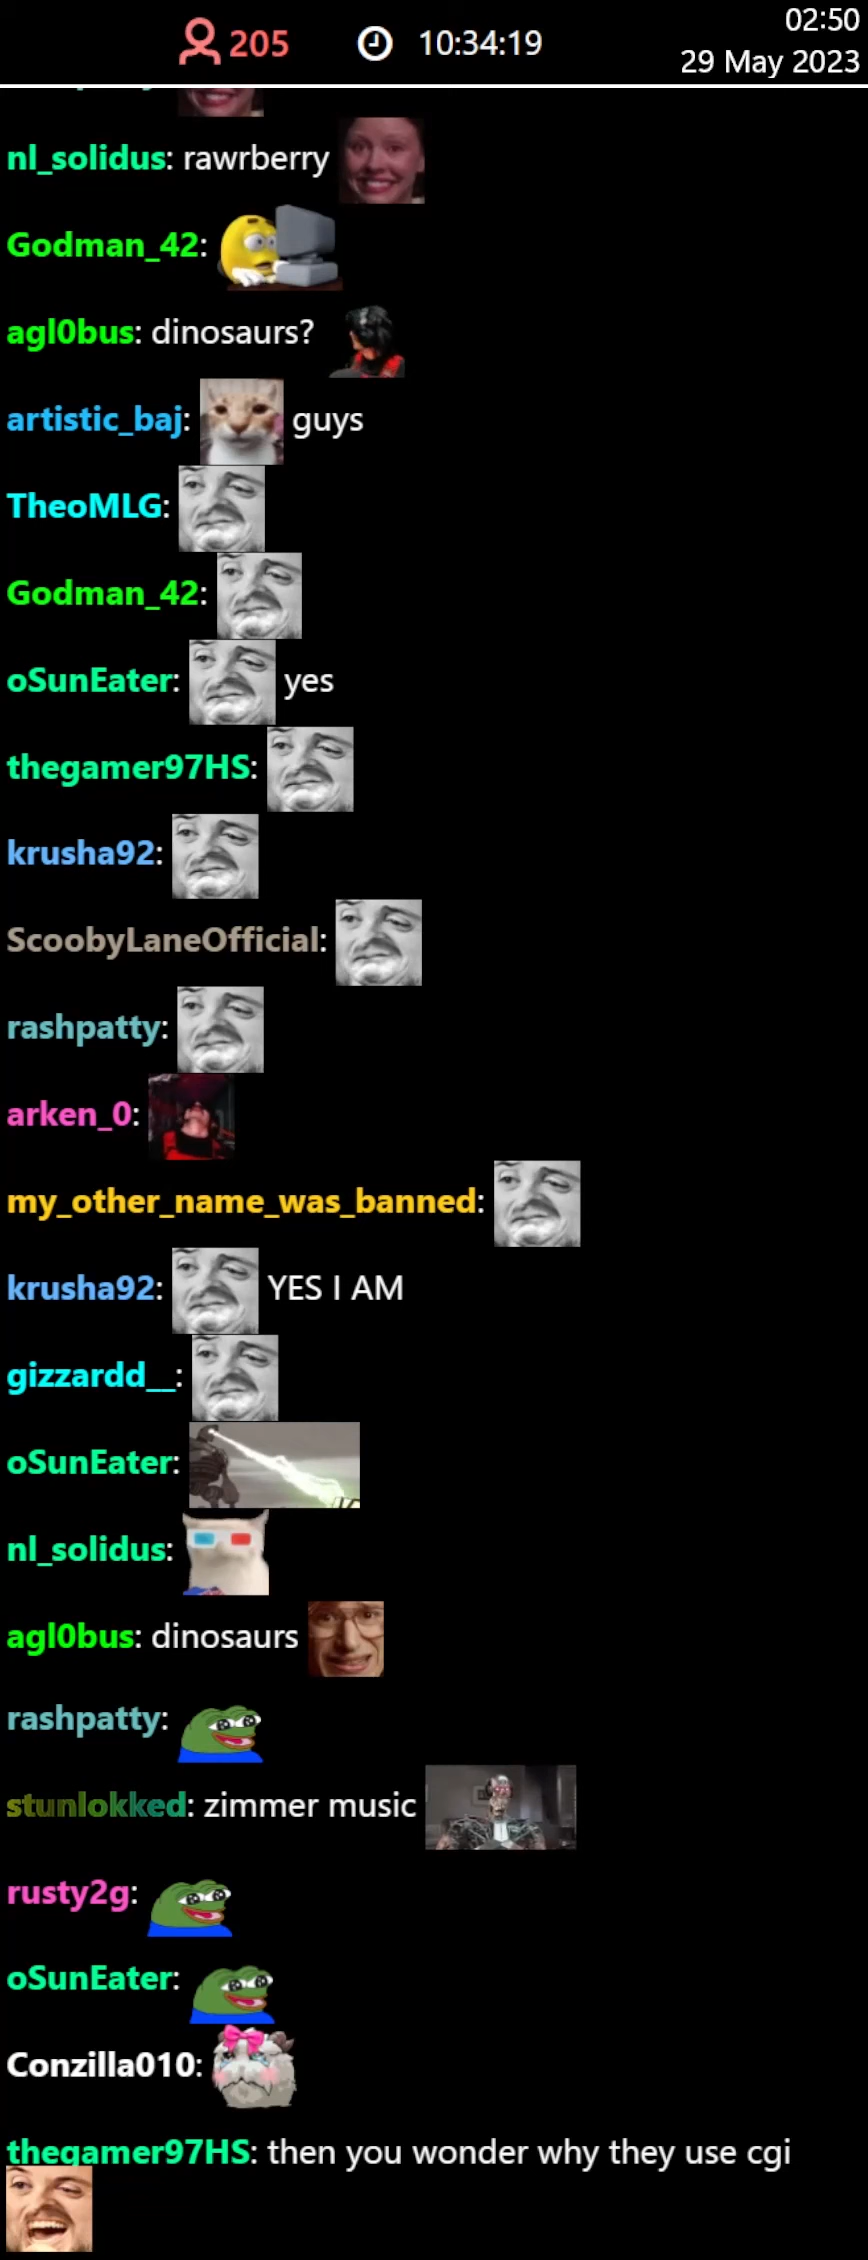 205 10:34:19 02:50
29 May 2023
nl_solidus: rawrberry
Godman_42:
agl0bus: dinosaurs?
artistic_baj: guys
TheoMLG:
Godman_42:
oSunEater: yes
thegamer97HS:
krusha92:
ScoobyLaneOfficial:
rashpatty:
arken_0:
my_other_name_was_banned:
krusha92: YES I AM
gizzardd__:
oSunEater:
nl_solidus:
agl0bus: dinosaurs
rashpatty:
stunlokked: zimmer music
rusty2g:
oSunEater:
Conzilla010:
thegamer97HS: then you wonder why they use cgi